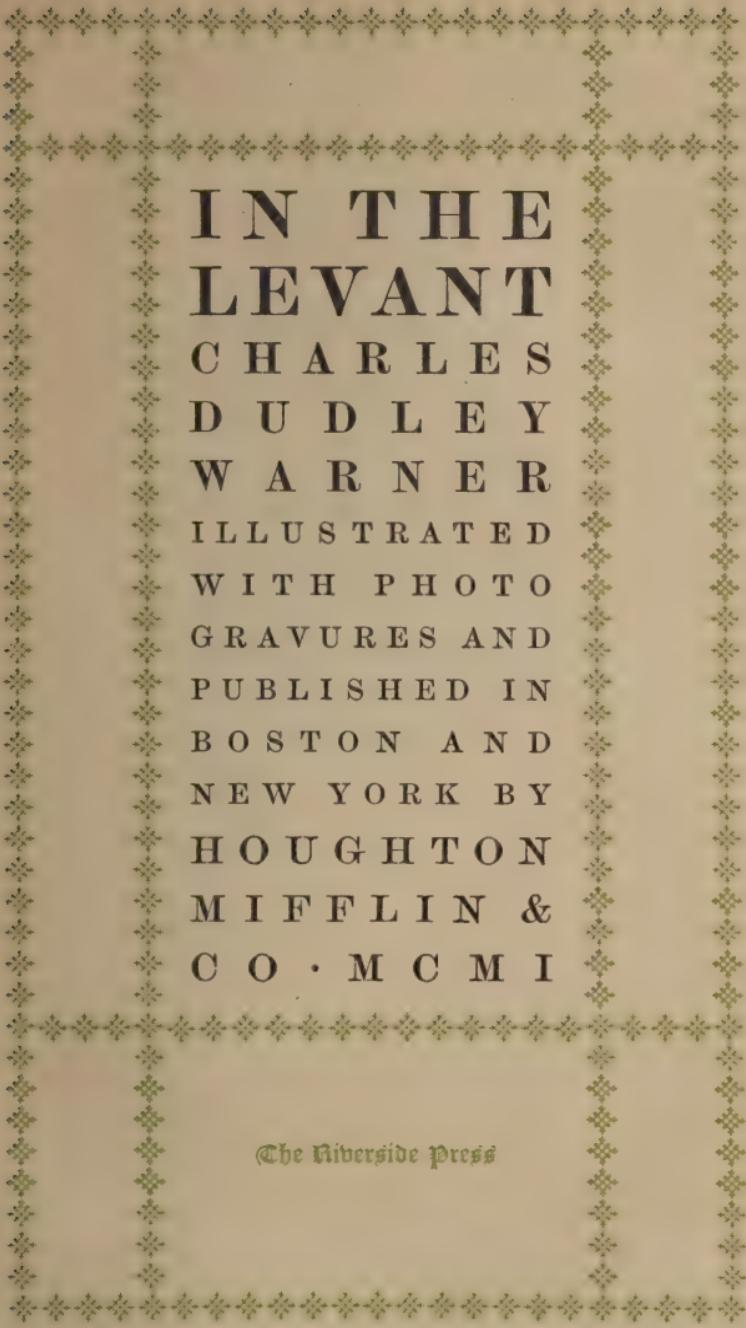 IN THE
LEVANT
CHARLES
DUDLEY
WARNER
ILLUSTRATED
WITH PHOTO
GRAVURES AND
PUBLISHED IN
BOSTON AND
NEW YORK BY
HOUGHTON
MIFFLIN &
CO · MCMI
The Riverside Press